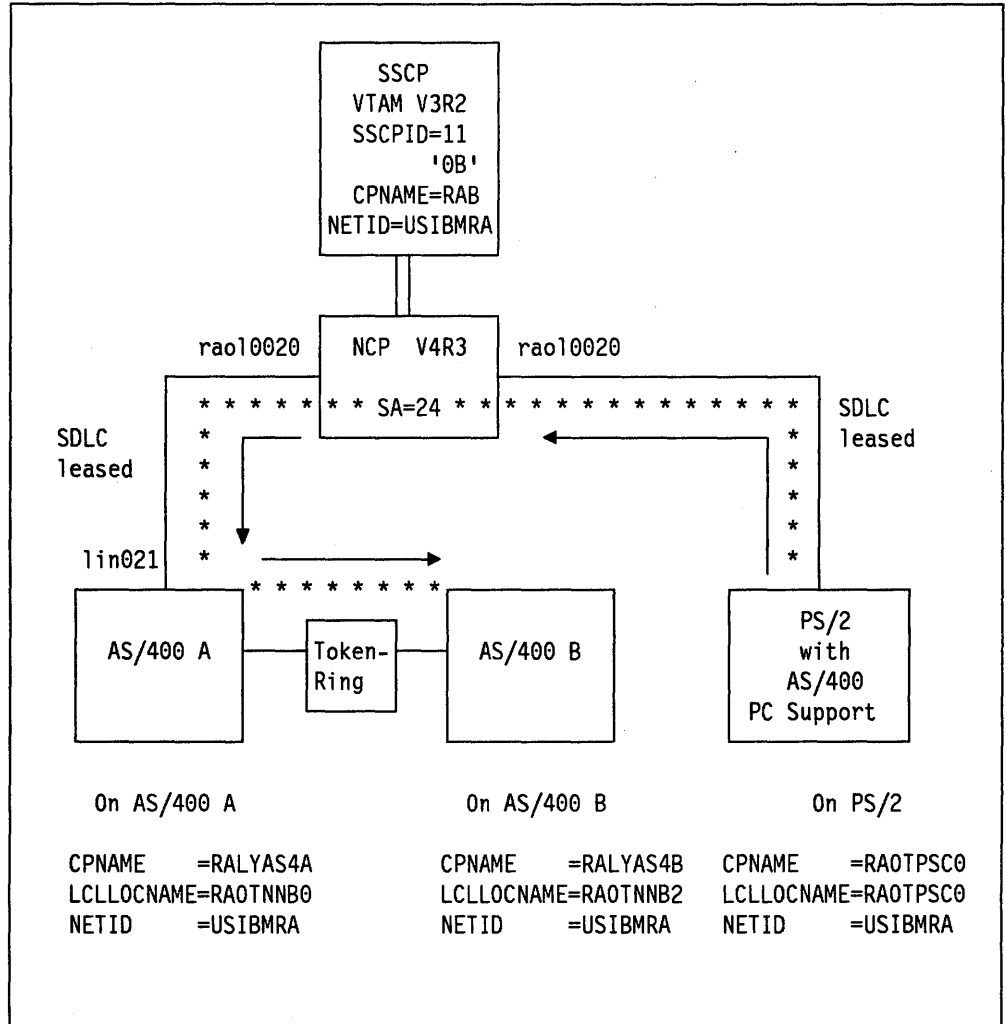 SSCP
VTAM V3R2
SSCPID=11
'0B'
CPNAME=RAB
NETID=USIBMRA
raol0020 NCP V4R3 raol0020
* * * * * * * SA=24 * * * * * * * * * * * * * *
SDLC
leased
SDLC
leased
lin021
* * * * * * * *
AS/400 A
Token-
Ring
AS/400 B
PS/2
with
AS/400
PC Support
On AS/400 A On AS/400 B On PS/2
CPNAME =RALYAS4A CPNAME =RALYAS4B CPNAME =RAOTPSC0
LCLLOCNAME=RAOTNNB0 LCLLOCNAME=RAOTNNB2 LCLLOCNAME=RAOTPSC0
NETID =USIBMRA NETID =USIBMRA NETID =USIBMRA